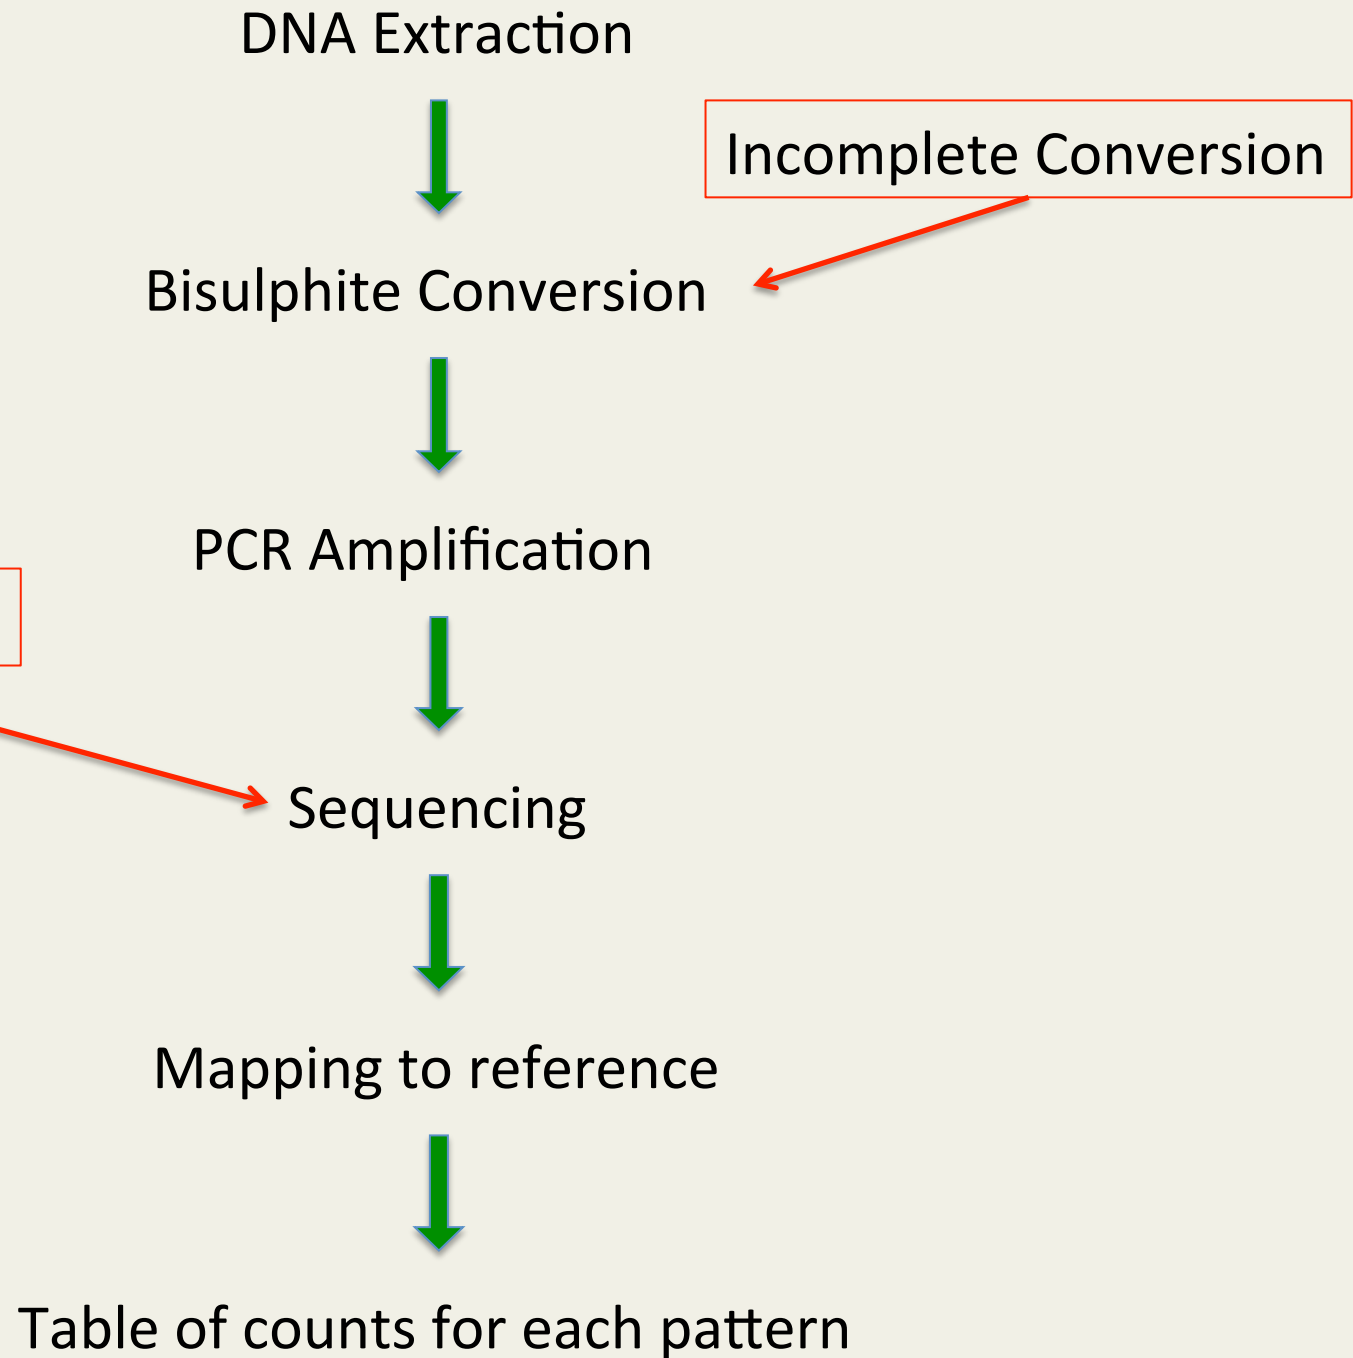 DNA Extraction
Incomplete Conversion
Bisulphite Conversion
PCR Amplification
Sequencing
Mapping to reference
Table of counts for each pattern